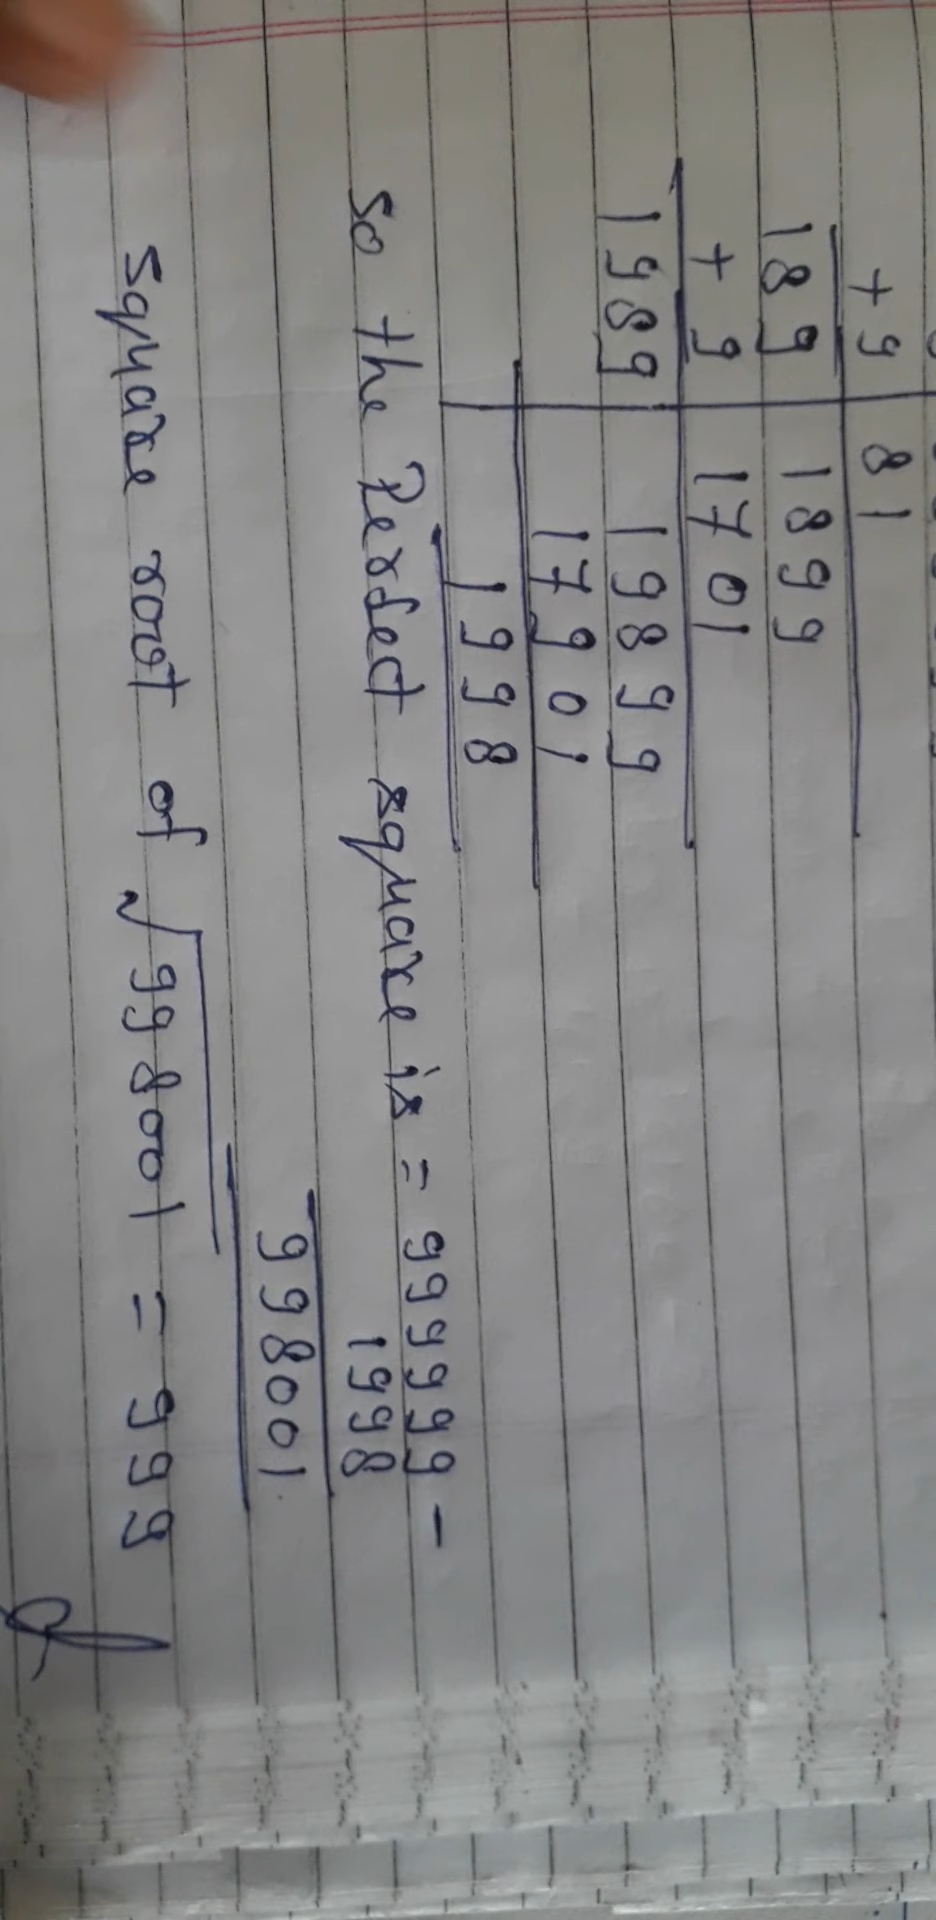 + 9 81
189 1899
+ 9 1701
1989 19899
17901
1998
So the Perfect square is = 999999 -
1998
998001
Square root of √998001 = 999